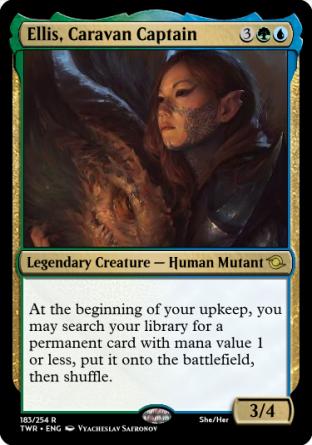 Ellis, Caravan Captain 3
Legendary Creature — Human Mutant
At the beginning of your upkeep, you
may search your library for a
permanent card with mana value 1
or less, put it onto the battlefield,
then shuffle.
3/4
183/254 R She/Her
TWR • ENG Vyacheslav Safronov